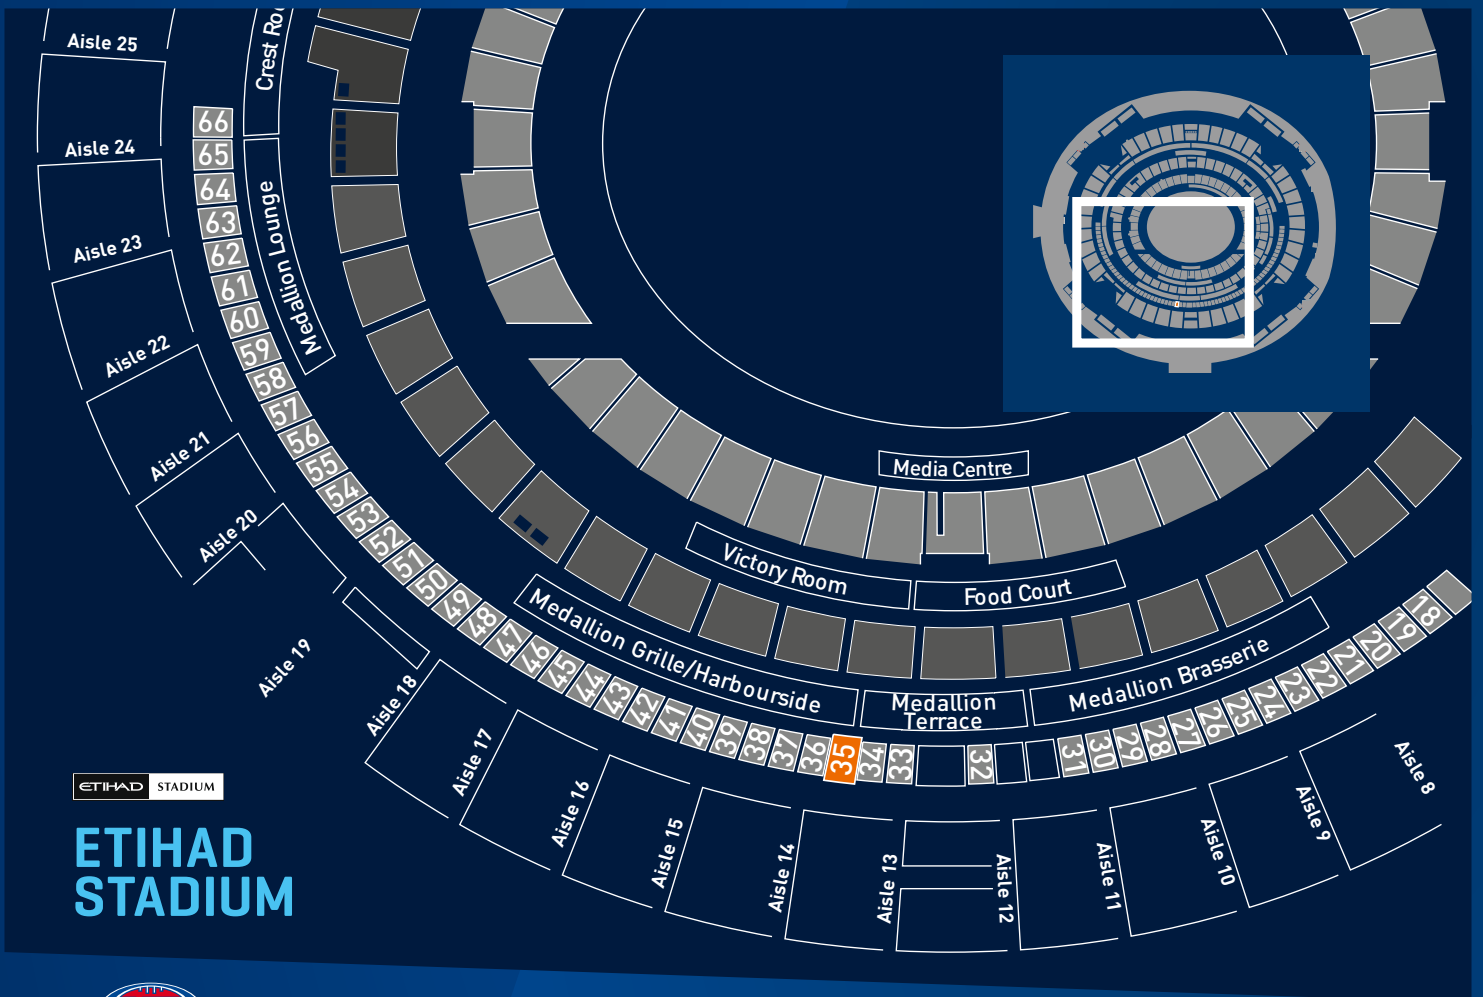 Aisle 25
Crest Roo
Aisle 24
Aisle 23
Aisle 22
Aisle 21
Aisle 20
Aisle 19
Aisle 18
Aisle 17
Aisle 16
Aisle 15
Aisle 14
Aisle 13
Aisle 12
Aisle 11
Aisle 10
Aisle 9
Aisle 8
66
65
64
63
62
61
60
59
58
57
56
55
54
53
52
51
50
49
48
47
46
45
44
43
42
41
40
39
38
37
36
35
34
33
32
31
30
29
28
27
26
25
24
23
22
21
20
19
18
Medallion Lounge
Media Centre
Victory Room
Food Court
Medallion Grille/Harbourside
Medallion
Terrace
Medallion Brasserie
ETIHAD STADIUM
ETIHAD
STADIUM